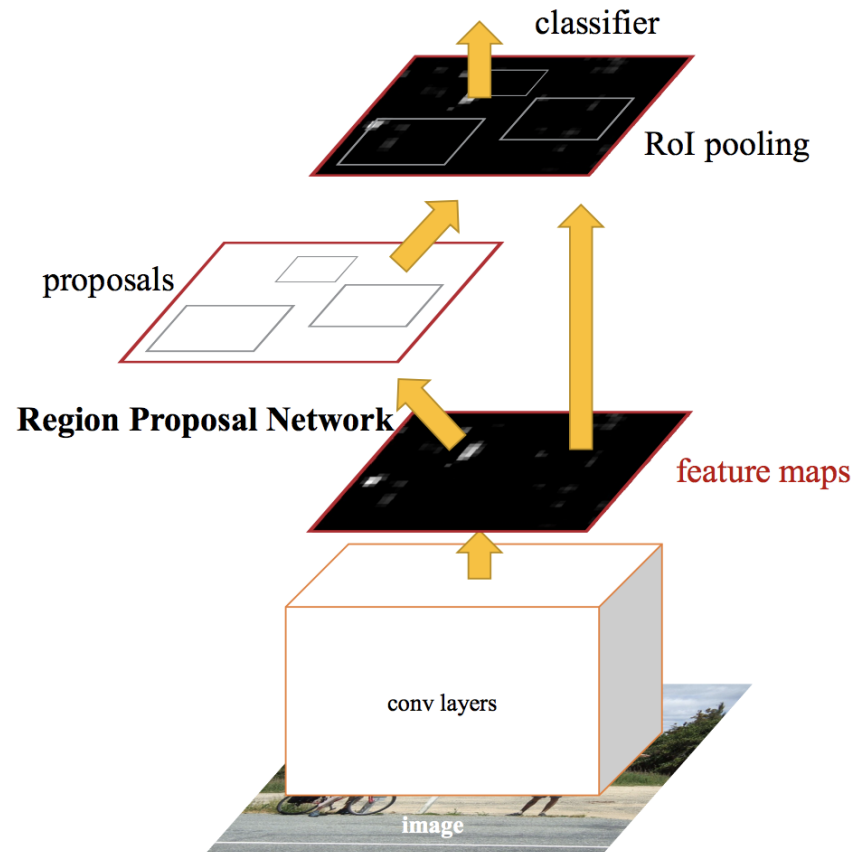 classifier
RoI pooling
proposals
Region Proposal Network
feature maps
conv layers
image